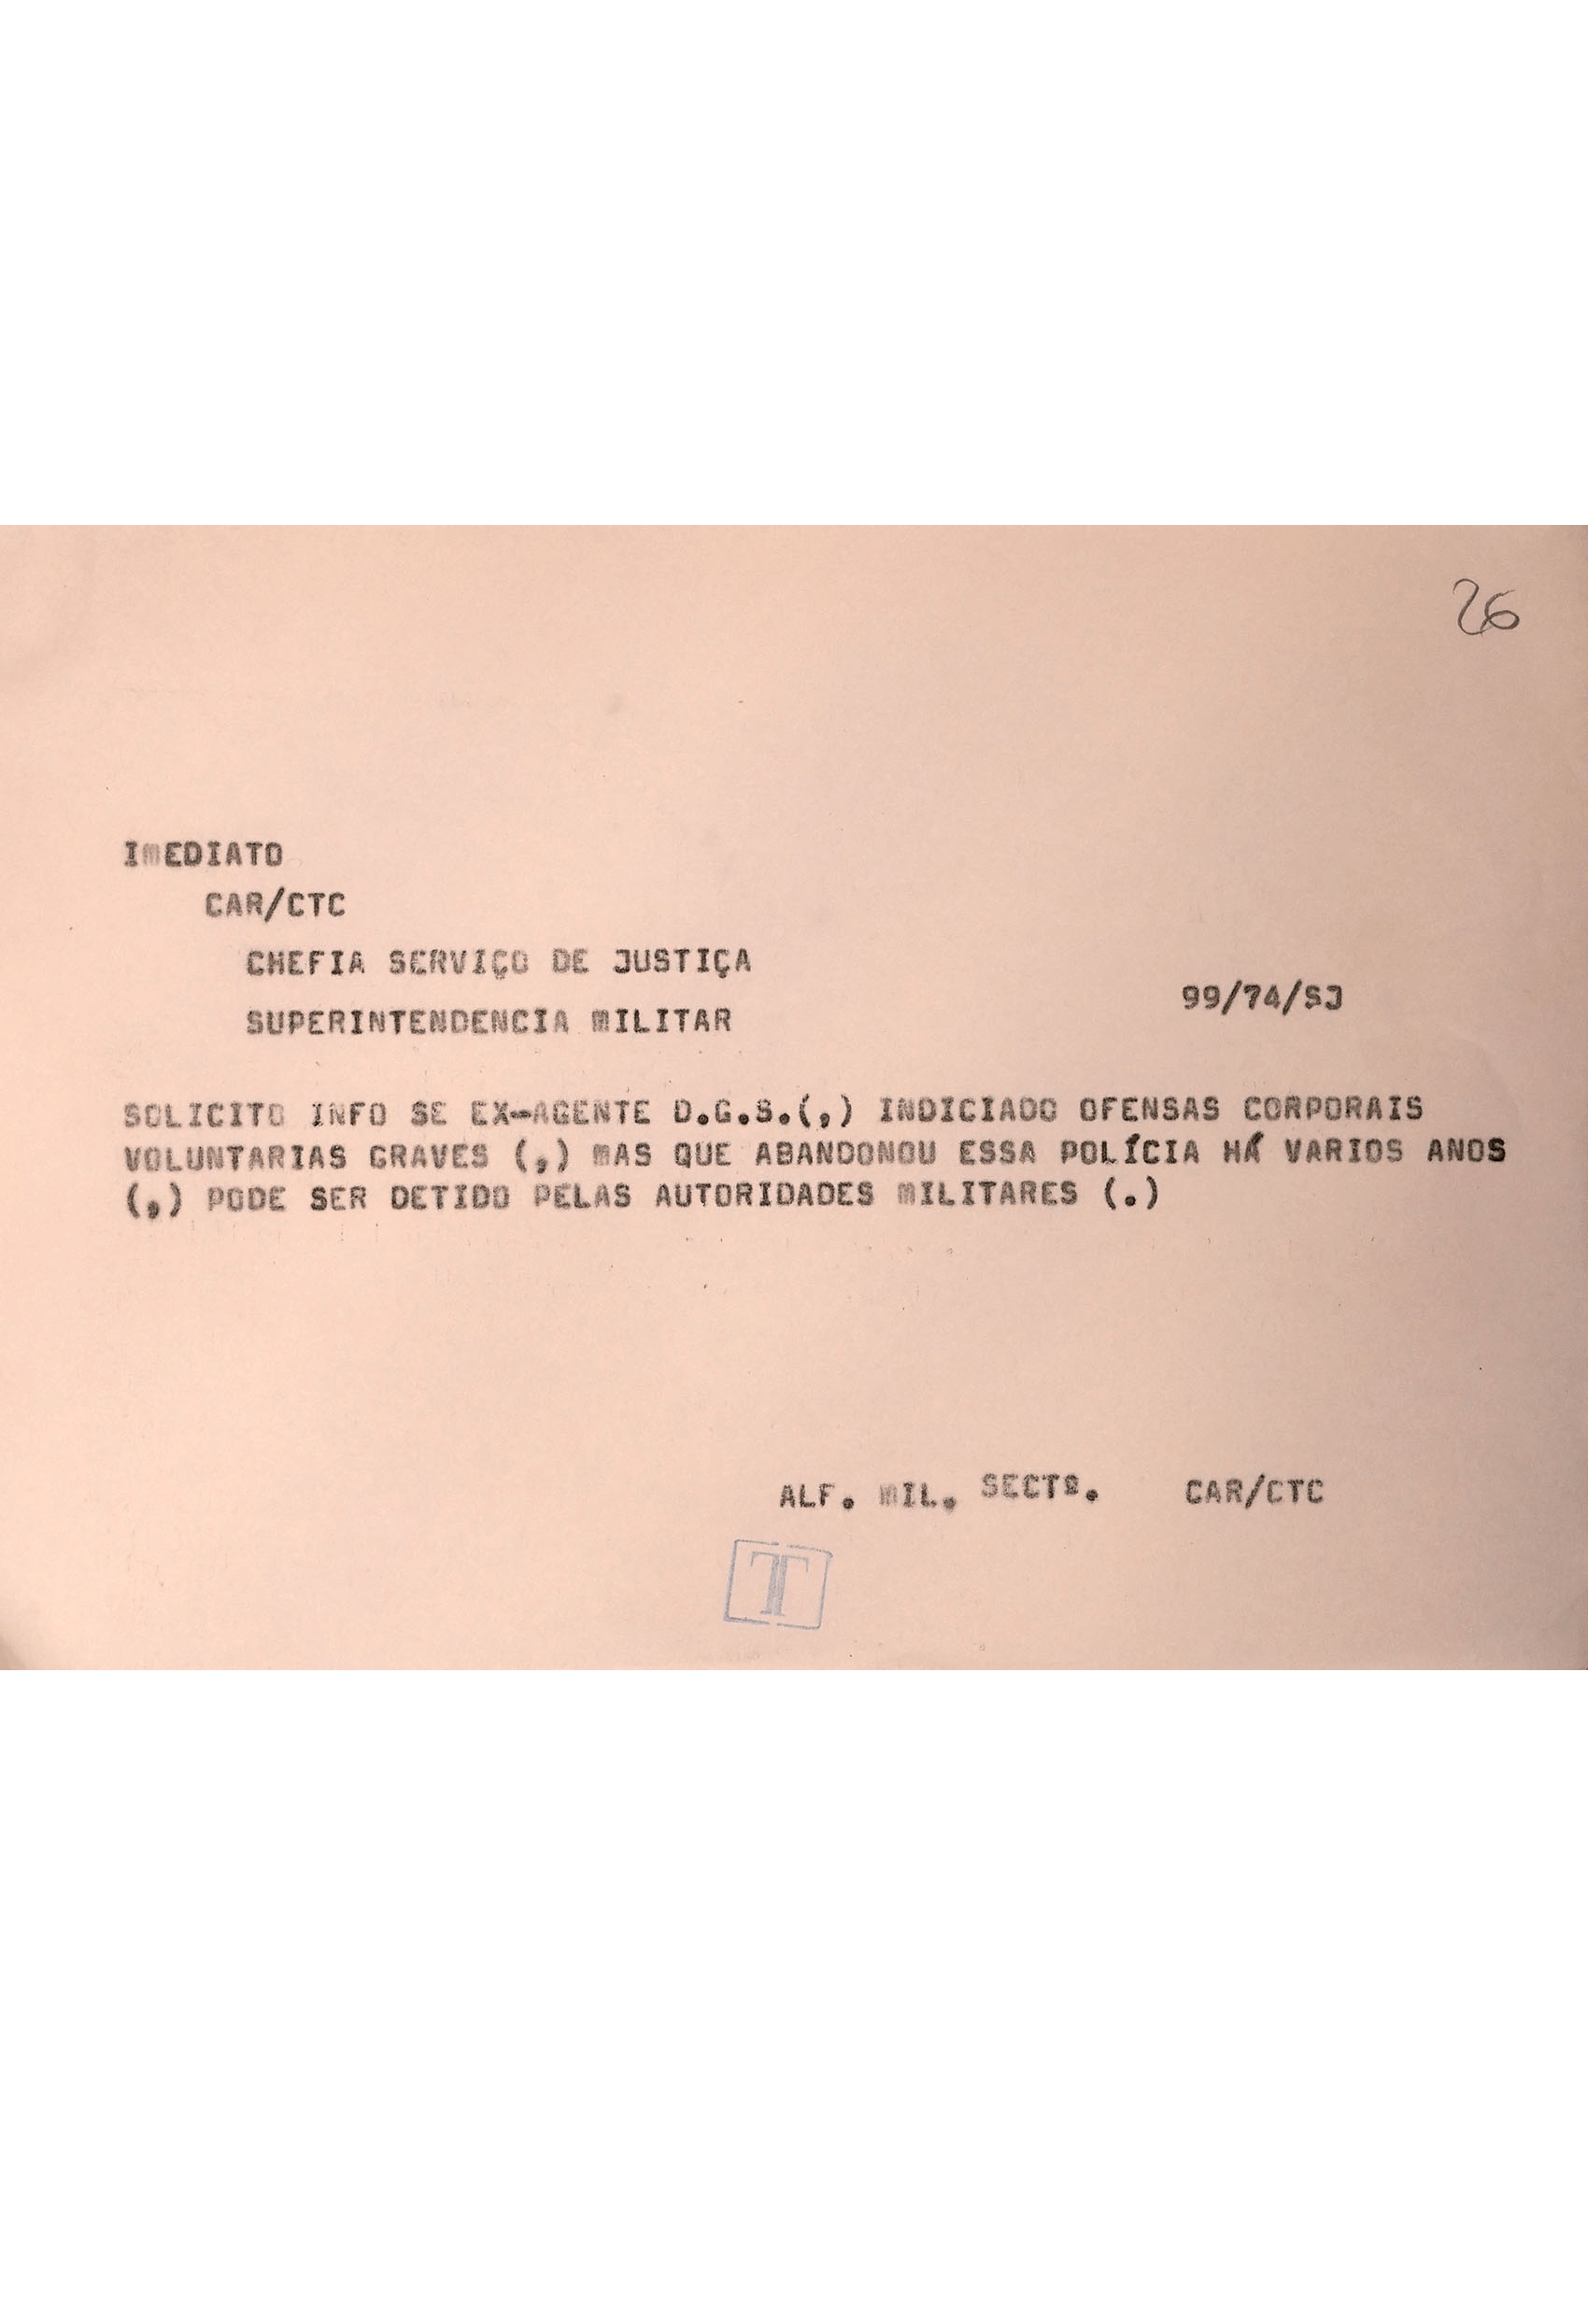 26
IMEDIATO
CAR/CTC
CHEFIA SERVIÇO DE JUSTIÇA
99/74/SJ
SUPERINTENDENCIA MILITAR
SOLICITO INFO SE EX-AGENTE D.G.S.(,) INDICIADO OFENSAS CORPORAIS
VOLUNTARIAS GRAVES (,) MAS QUE ABANDONOU ESSA POLÍCIA HÁ VARIOS ANOS
(,) PODE SER DETIDO PELAS AUTORIDADES MILITARES (.)
ALF. MIL. SECTS. CAR/CTC
T